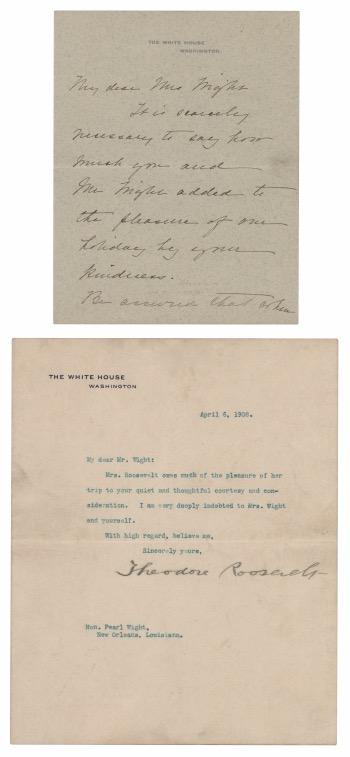 THE WHITE HOUSE
WASHINGTON.
My dear Mrs Wight
It is scarcely
necessary to say how
much you and
Mr Wight added to
the pleasure of our
holiday by your
kindness.
Be assured that when
THE WHITE HOUSE
WASHINGTON
April 6, 1908.
My dear Mr. Wight:
Mrs. Roosevelt owes much of the pleasure of her
trip to your quiet and thoughtful courtesy and con-
sideration. I am very deeply indebted to Mrs. Wight
and yourself.
With high regard, believe me,
Sincerely yours,
Theodore Roosevelt
Hon. Pearl Wight,
New Orleans, Louisiana.